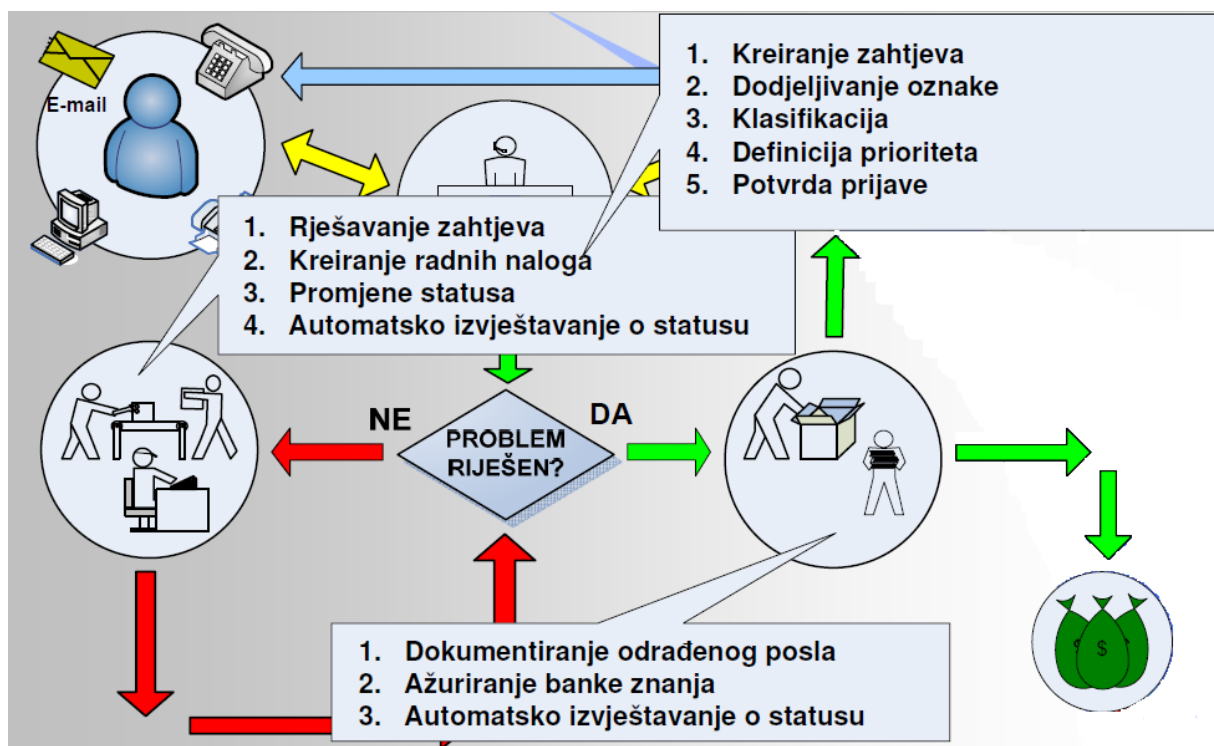 E-mail
1. Kreiranje zahtjeva
2. Dodjeljivanje oznake
3. Klasifikacija
4. Definicija prioriteta
5. Potvrda prijave
1. Rješavanje zahtjeva
2. Kreiranje radnih naloga
3. Promjene statusa
4. Automatsko izvještavanje o statusu
NE
DA
PROBLEM
RIJEŠEN?
$
1. Dokumentiranje odrađenog posla
2. Ažuriranje banke znanja
3. Automatsko izvještavanje o statusu